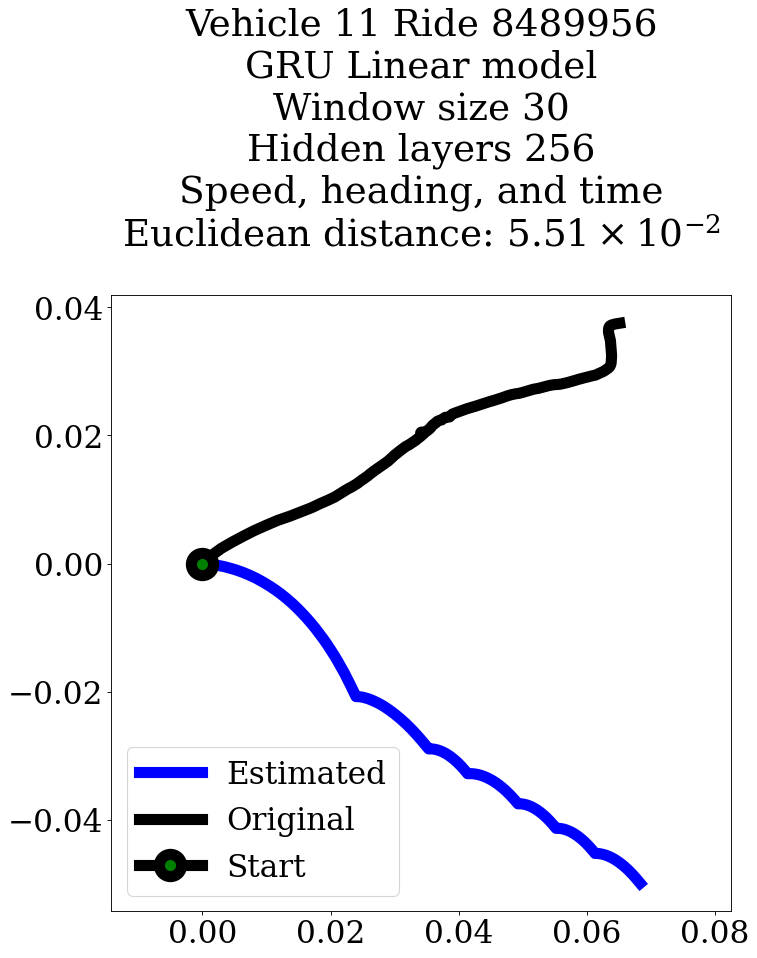 Vehicle 11 Ride 8489956
GRU Linear model
Window size 30
Hidden layers 256
Speed, heading, and time
Euclidean distance: 5.51 × 10⁻²
0.04
0.02
0.00
−0.02
−0.04
Estimated
Original
Start
0.00 0.02 0.04 0.06 0.08